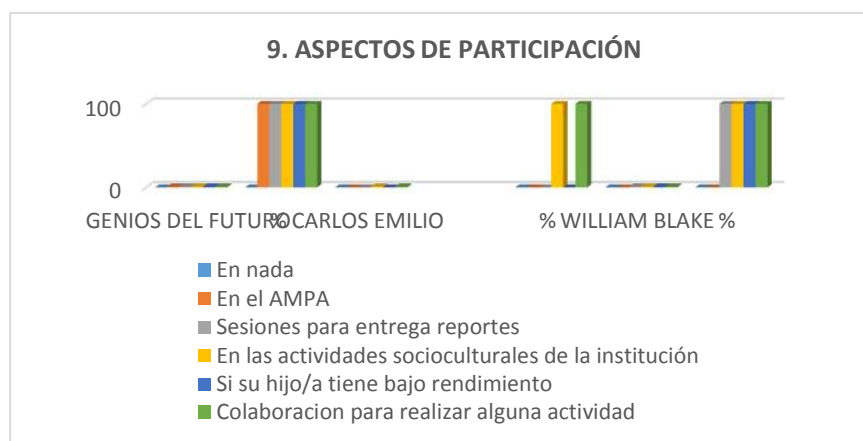 9. ASPECTOS DE PARTICIPACIÓN
100
0
GENIOS DEL FUTURO % CARLOS EMILIO % WILLIAM BLAKE %
En nada
En el AMPA
Sesiones para entrega reportes
En las actividades socioculturales de la institución
Si su hijo/a tiene bajo rendimiento
Colaboracion para realizar alguna actividad